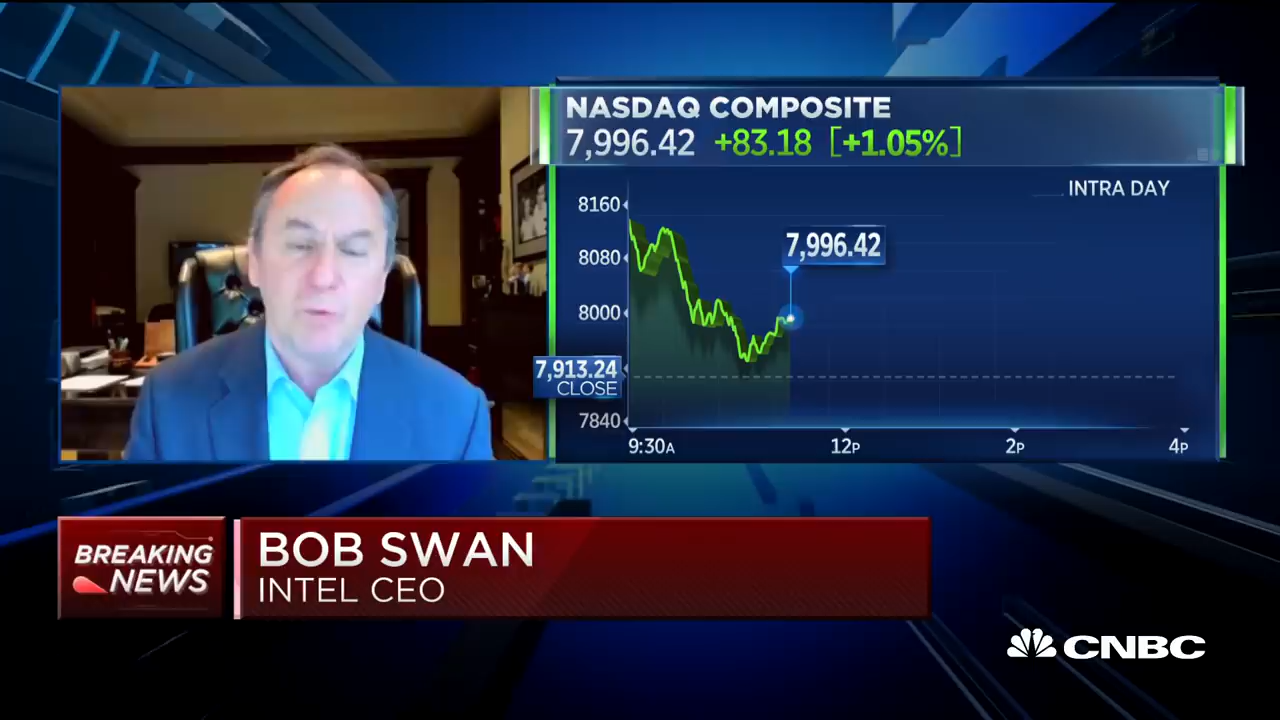 NASDAQ COMPOSITE
7,996.42 +83.18 [+1.05%]
INTRA DAY
8160
8080
8000
7840
7,996.42
7,913.24
CLOSE
9:30A 12P 2P 4P
BREAKING
NEWS
BOB SWAN
INTEL CEO
CNBC